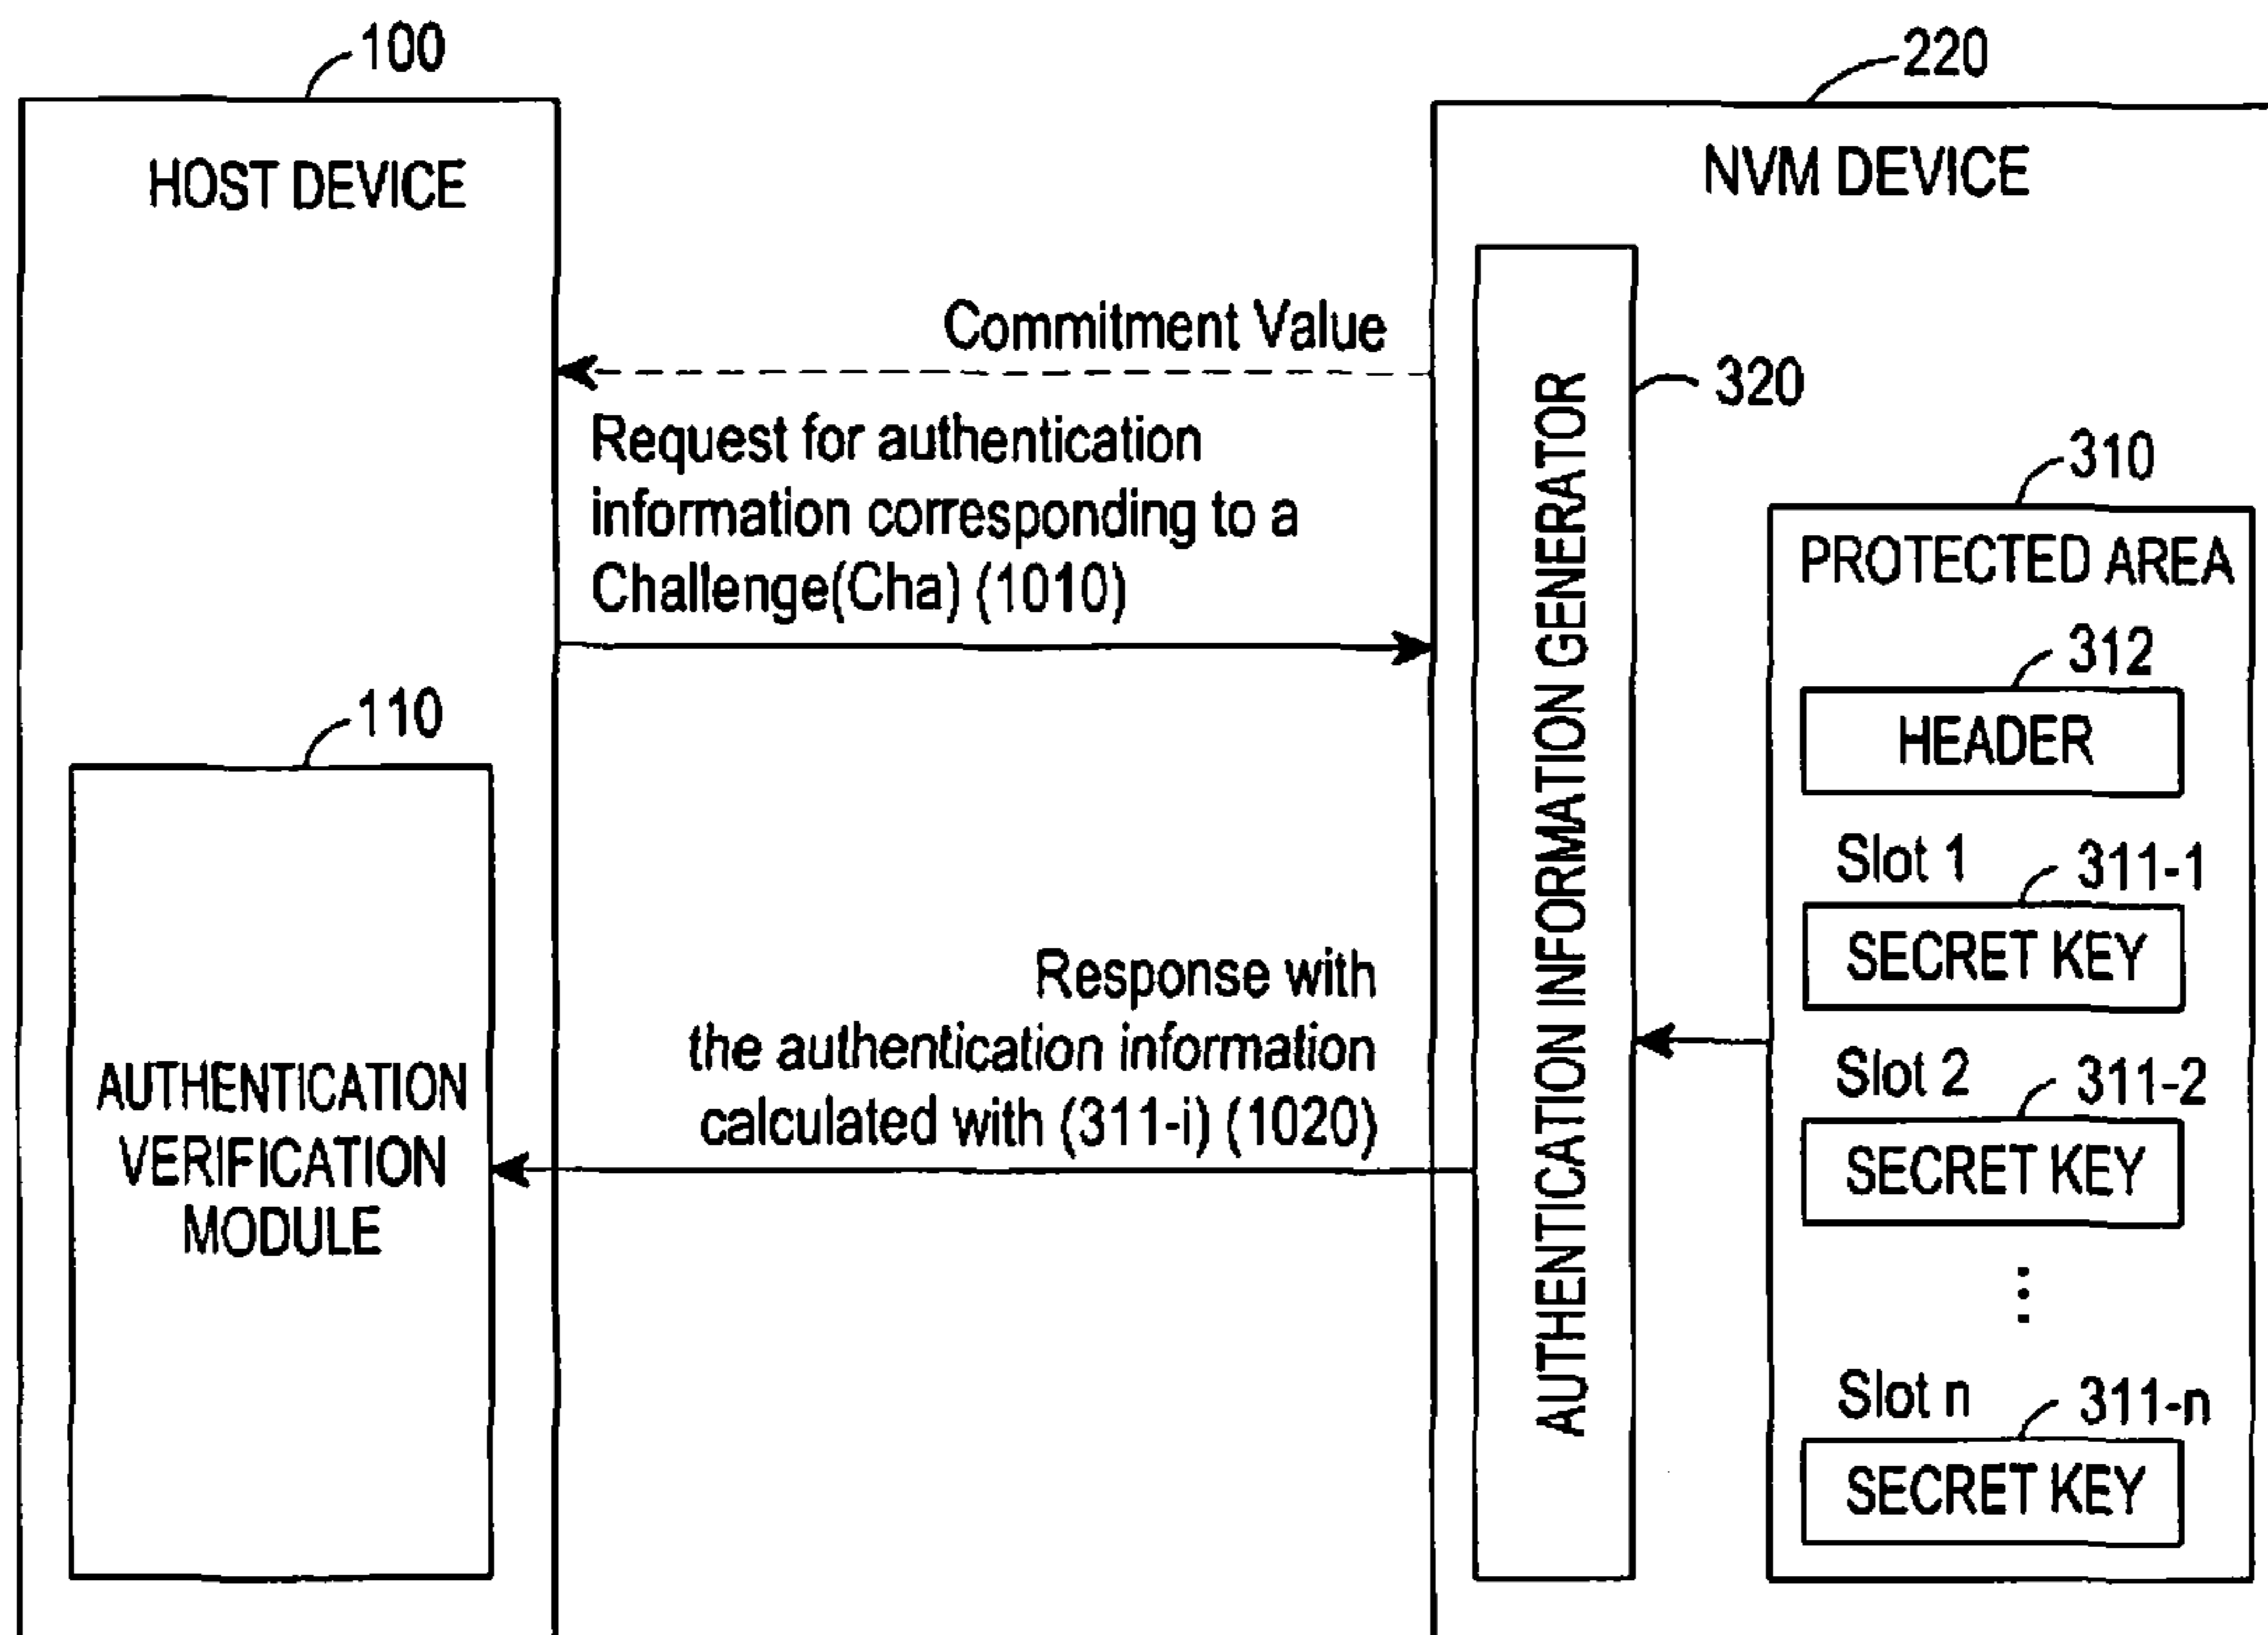 100
HOST DEVICE
220
NVM DEVICE
Commitment Value
Request for authentication
information corresponding to a
Challenge(Cha) (1010)
110
AUTHENTICATION
VERIFICATION
MODULE
Response with
the authentication information
calculated with (311-i) (1020)
320
AUTHENTICATION INFORMATION GENERATOR
310
PROTECTED AREA
312
HEADER
Slot 1
311-1
SECRET KEY
Slot 2
311-2
SECRET KEY
⋮
Slot n
311-n
SECRET KEY